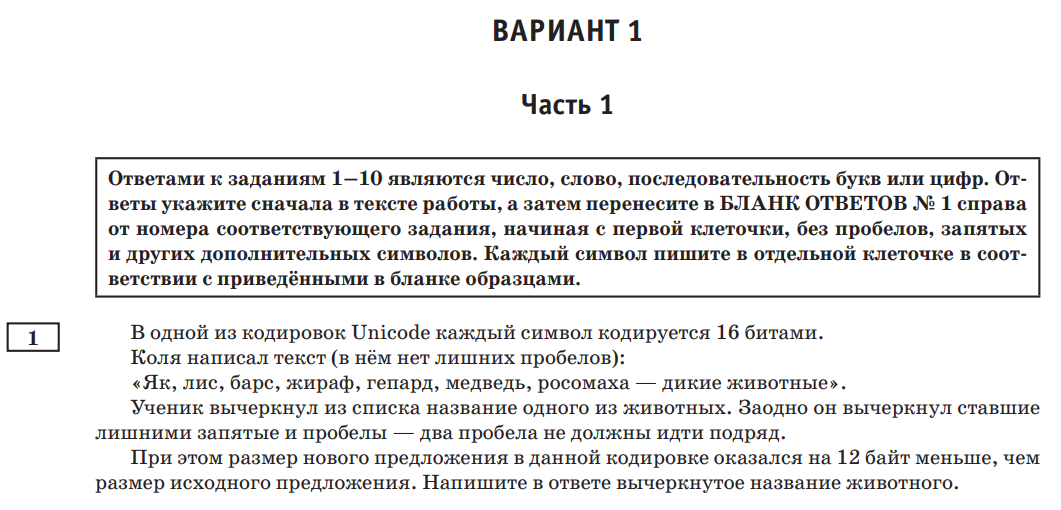 ВАРИАНТ 1
Часть 1
Ответами к заданиям 1–10 являются число, слово, последовательность букв или цифр. От-
веты укажите сначала в тексте работы, а затем перенесите в БЛАНК ОТВЕТОВ № 1 справа
от номера соответствующего задания, начиная с первой клеточки, без пробелов, запятых
и других дополнительных символов. Каждый символ пишите в отдельной клеточке в соот-
ветствии с приведёнными в бланке образцами.
1
В одной из кодировок Unicode каждый символ кодируется 16 битами.
Коля написал текст (в нём нет лишних пробелов):
«Як, лис, барс, жираф, гепард, медведь, росомаха — дикие животные».
Ученик вычеркнул из списка название одного из животных. Заодно он вычеркнул ставшие
лишними запятые и пробелы — два пробела не должны идти подряд.
При этом размер нового предложения в данной кодировке оказался на 12 байт меньше, чем
размер исходного предложения. Напишите в ответе вычеркнутое название животного.